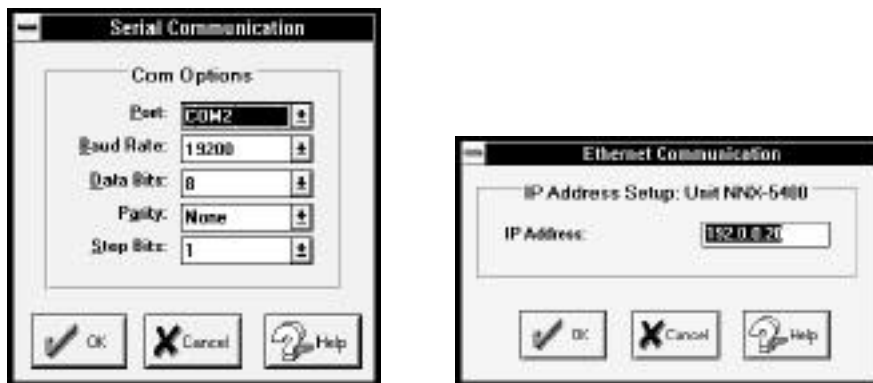 Serial Communication
Com Options
Port: COM2
Baud Rate: 19200
Data Bits: 8
Parity: None
Stop Bits: 1
OK Cancel Help
Ethernet Communication
IP Address Setup: Unit NNX-5400
IP Address: 192.0.0.20
OK Cancel Help